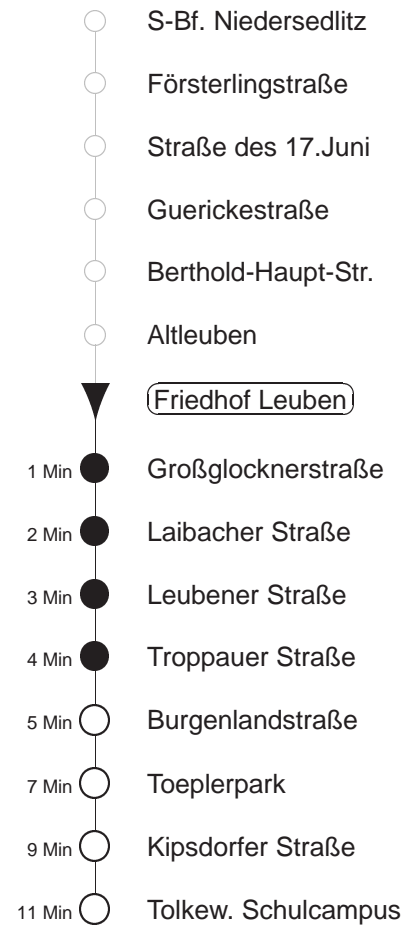 S-Bf. Niedersedlitz
Försterlingstraße
Straße des 17.Juni
Guerickestraße
Berthold-Haupt-Str.
Altleuben
Friedhof Leuben
1 Min Großglocknerstraße
2 Min Laibacher Straße
3 Min Leubener Straße
4 Min Troppauer Straße
5 Min Burgenlandstraße
7 Min Toeplerpark
9 Min Kipsdorfer Straße
11 Min Tolkew. Schulcampus